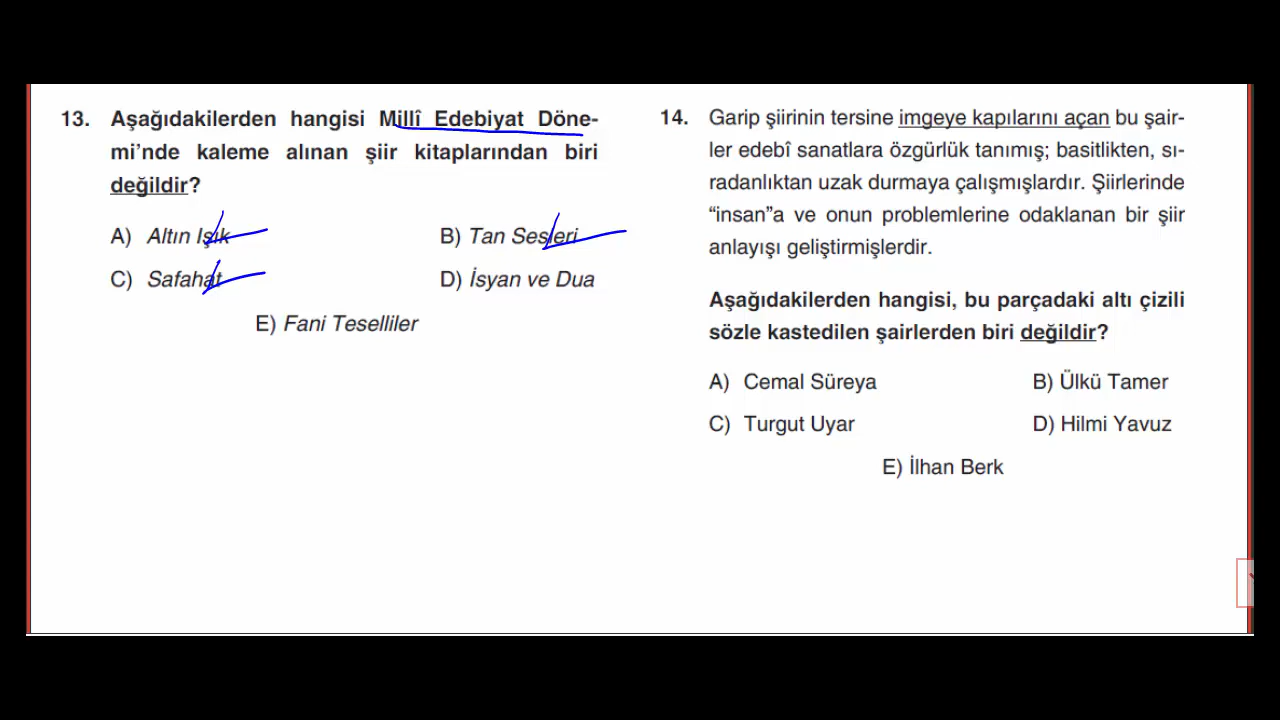 13. Aşağıdakilerden hangisi Millî Edebiyat Döne-
mi’nde kaleme alınan şiir kitaplarından biri
değildir?
A) Altın Işık
B) Tan Sesleri
C) Safahat
D) İsyan ve Dua
E) Fani Teselliler
14. Garip şiirinin tersine imgeye kapılarını açan bu şair-
ler edebî sanatlara özgürlük tanımış; basitlikten, sı-
radanlıktan uzak durmaya çalışmışlardır. Şiirlerinde
“insan”a ve onun problemlerine odaklanan bir şiir
anlayışı geliştirmişlerdir.
Aşağıdakilerden hangisi, bu parçadaki altı çizili
sözle kastedilen şairlerden biri değildir?
A) Cemal Süreya
B) Ülkü Tamer
C) Turgut Uyar
D) Hilmi Yavuz
E) İlhan Berk